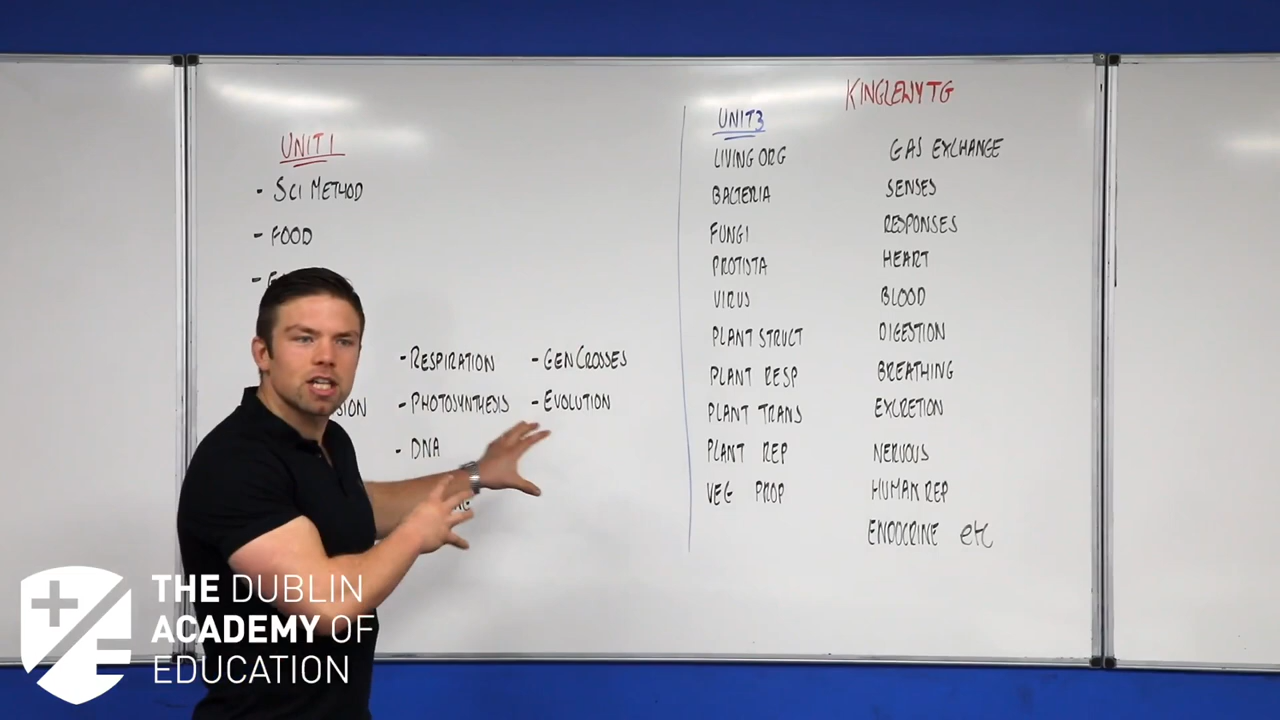 UNIT 1
- SCI METHOD
- FOOD
- RESPIRATION
- PHOTOSYNTHESIS
- DNA
- GEN CROSSES
- EVOLUTION
KINGLEWYTG
UNIT 3
LIVING ORG
BACTERIA
FUNGI
PROTISTA
VIRUS
PLANT STRUCT
PLANT RESP
PLANT TRANS
PLANT REP
VEG PROP
GAS EXCHANGE
SENSES
RESPONSES
HEART
BLOOD
DIGESTION
BREATHING
EXCRETION
NERVOUS
HUMAN REP
ENDOCRINE etc
THE DUBLIN
ACADEMY OF
EDUCATION